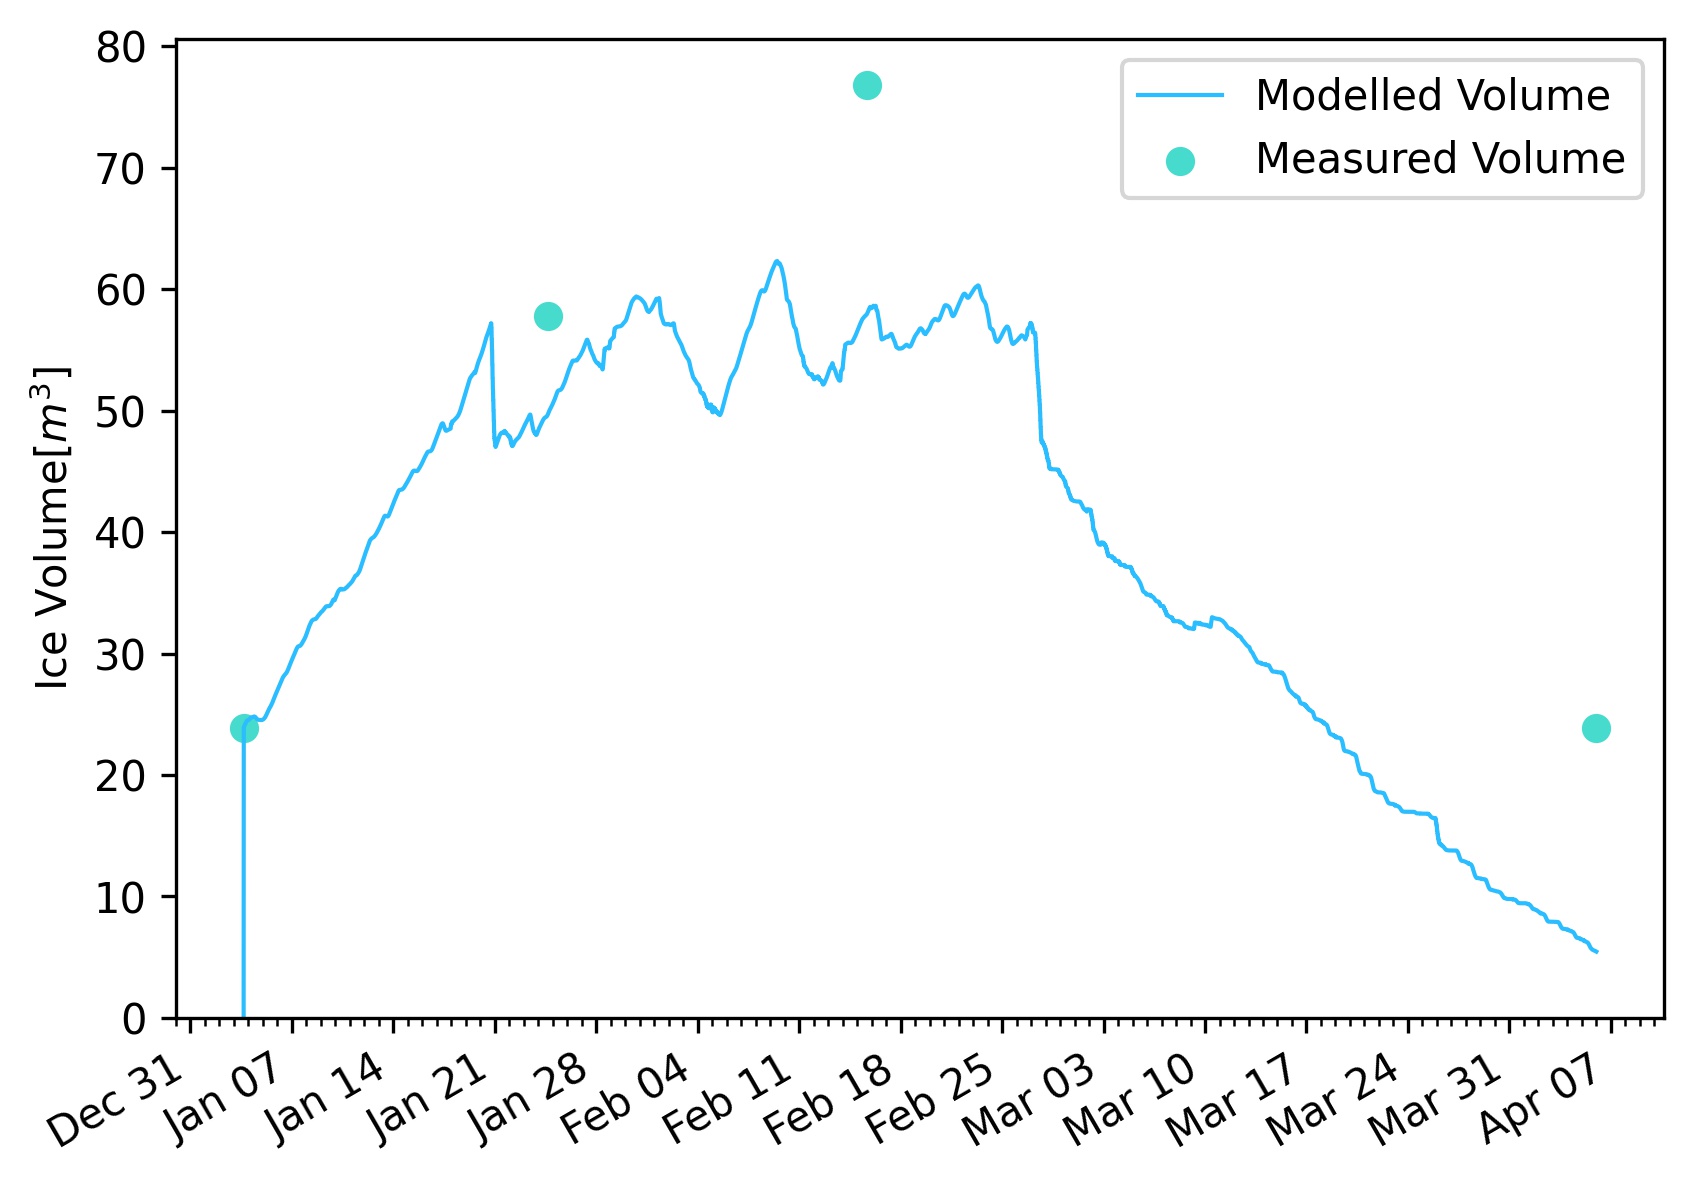 80
70
60
50
40
30
20
10
0
Ice Volume[m³]
Modelled Volume
Measured Volume
Dec 31
Jan 07
Jan 14
Jan 21
Jan 28
Feb 04
Feb 11
Feb 18
Feb 25
Mar 03
Mar 10
Mar 17
Mar 24
Mar 31
Apr 07